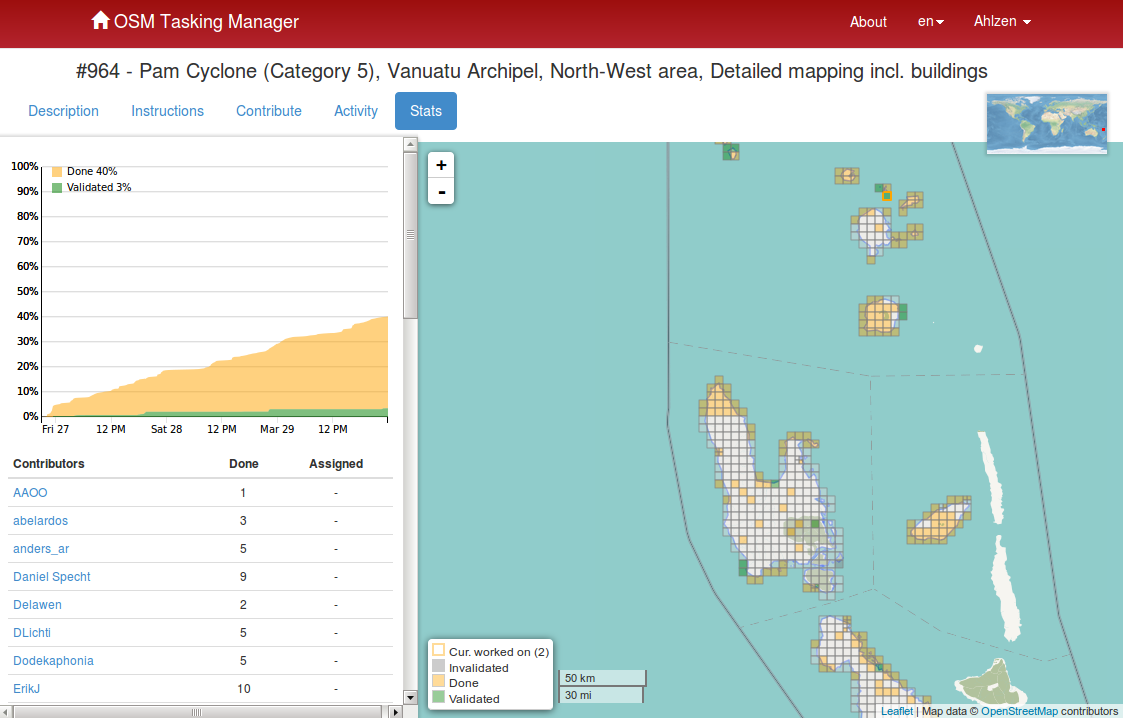 OSM Tasking Manager
About
en
Ahlzen
#964 - Pam Cyclone (Category 5), Vanuatu Archipel, North-West area, Detailed mapping incl. buildings
Description
Instructions
Contribute
Activity
Stats
100%
90%
80%
70%
60%
50%
40%
30%
20%
10%
0%
Done 40%
Validated 3%
Fri 27
12 PM
Sat 28
12 PM
Mar 29
12 PM
Contributors Done Assigned
AAOO 1 -
abelardos 3 -
anders_ar 5 -
Daniel Specht 9 -
Delawen 2 -
DLichti 5 -
Dodekaphonia 5 -
ErikJ 10 -
+
-
Cur. worked on (2)
Invalidated
Done
Validated
50 km
30 mi
Leaflet | Map data © OpenStreetMap contributors